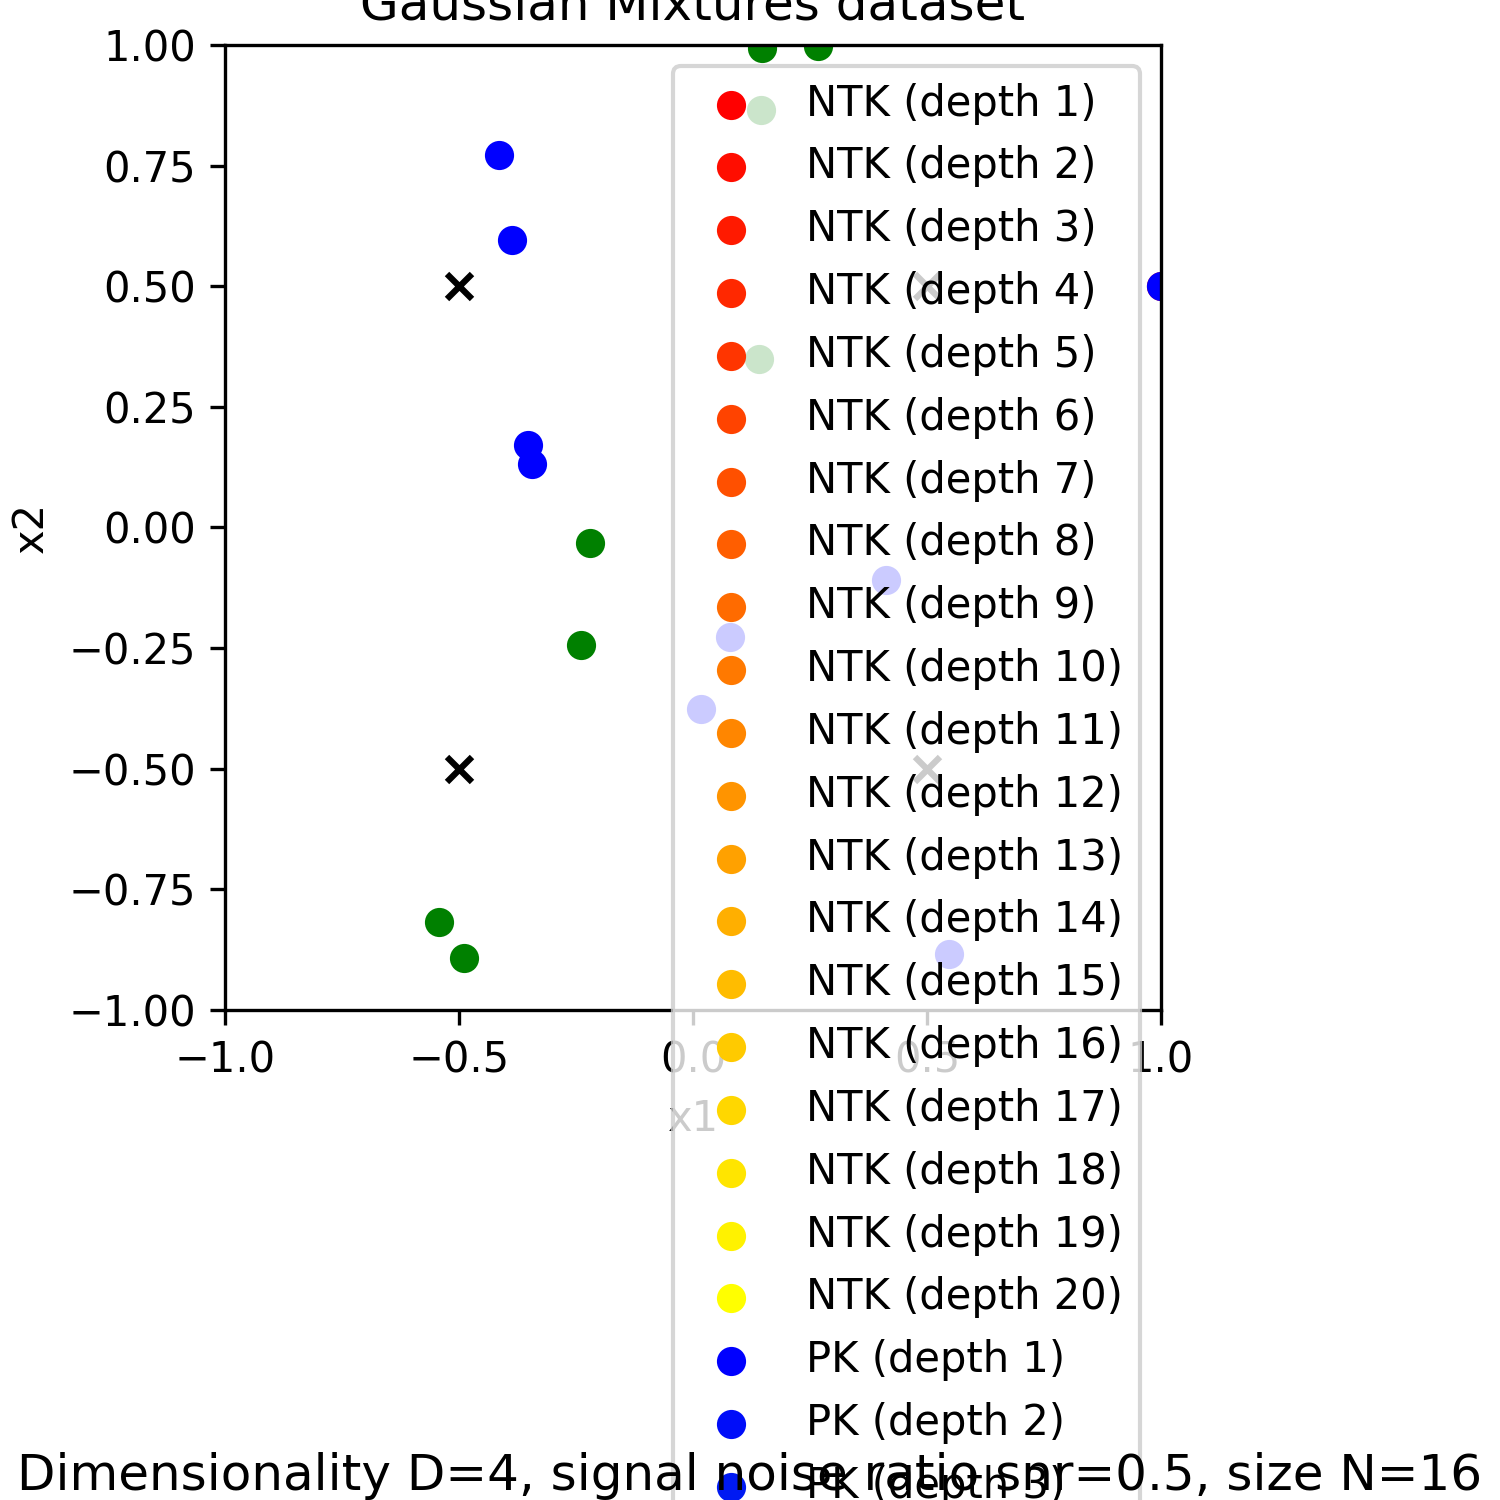 Gaussian Mixtures dataset
1.00
0.75
0.50
0.25
0.00
−0.25
−0.50
−0.75
−1.00
x2
−1.0
−0.5
0.0
0.5
1.0
x1
NTK (depth 1)
NTK (depth 2)
NTK (depth 3)
NTK (depth 4)
NTK (depth 5)
NTK (depth 6)
NTK (depth 7)
NTK (depth 8)
NTK (depth 9)
NTK (depth 10)
NTK (depth 11)
NTK (depth 12)
NTK (depth 13)
NTK (depth 14)
NTK (depth 15)
NTK (depth 16)
NTK (depth 17)
NTK (depth 18)
NTK (depth 19)
NTK (depth 20)
PK (depth 1)
PK (depth 2)
PK (depth 3)
Dimensionality D=4, signal noise ratio snr=0.5, size N=16